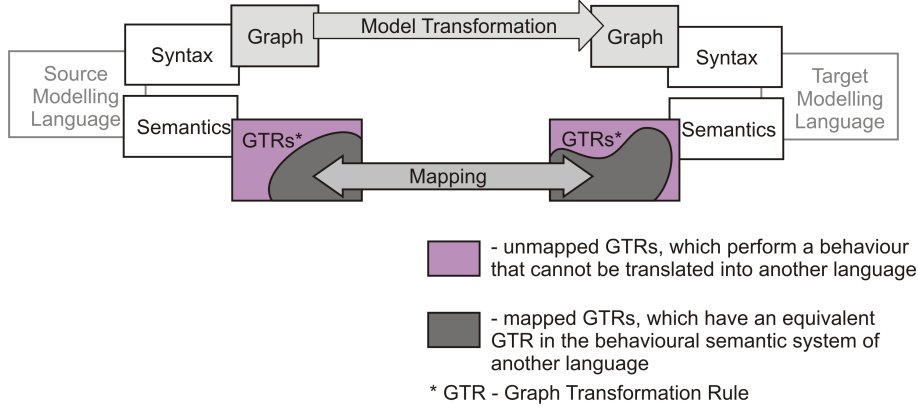 Graph
Model Transformation
Graph
Syntax
Syntax
Source
Modelling
Language
Target
Modelling
Language
Semantics
GTRs*
GTRs*
Semantics
Mapping
- unmapped GTRs, which perform a behaviour
that cannot be translated into another language
- mapped GTRs, which have an equivalent
GTR in the behavioural semantic system of
another language
* GTR - Graph Transformation Rule